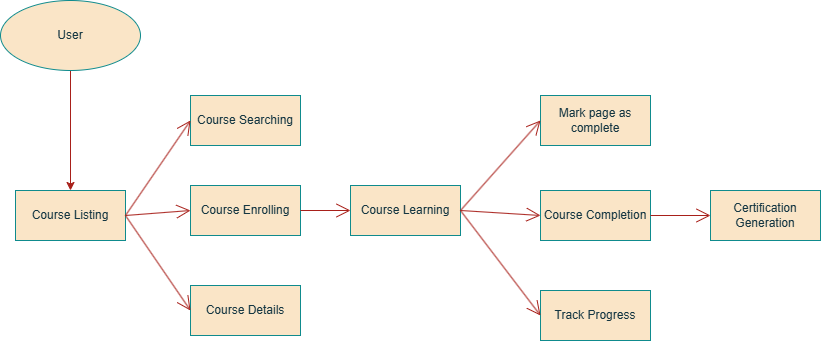 User
Course Searching
Mark page as
complete
Course Listing
Course Enrolling
Course Learning
Course Completion
Certification
Generation
Course Details
Track Progress